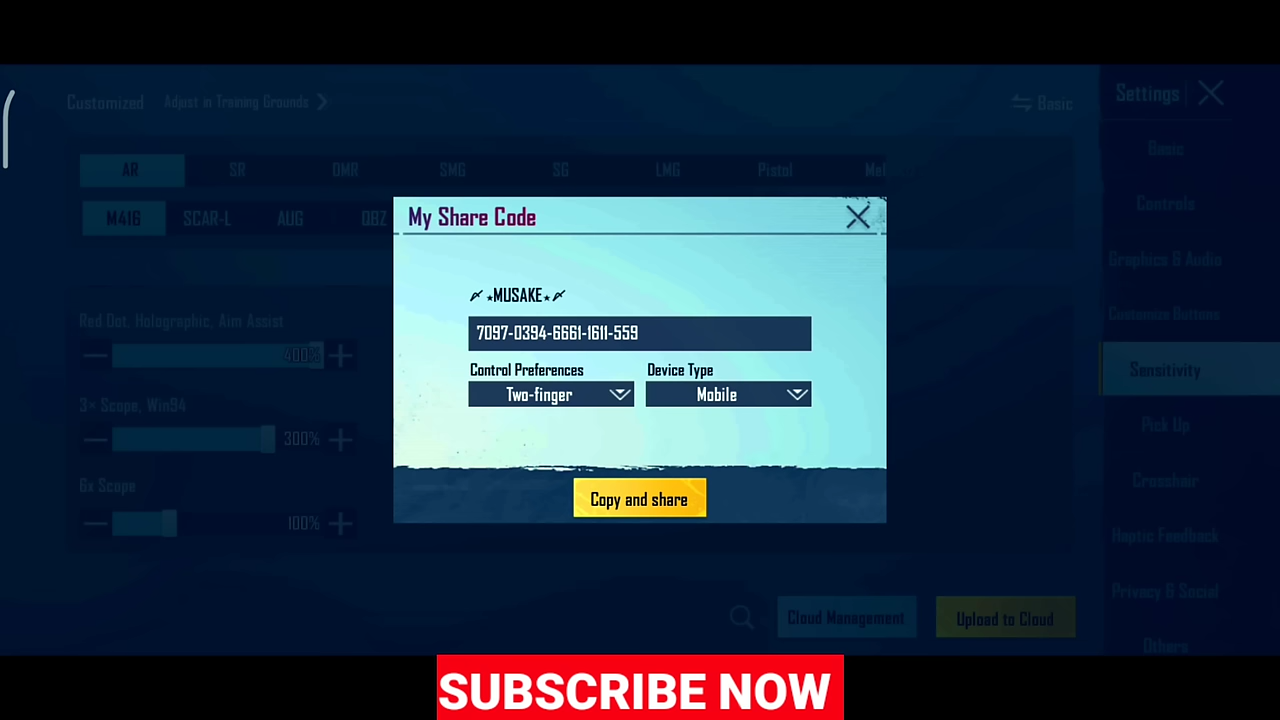 Customized Adjust in Training Grounds
Basic
Settings
AR SR DMR SMG SG LMG Pistol Mel
M416 SCAR-L AUG DBZ
Red Dot, Holographic, Aim Assist
400%
3× Scope, Win94
300%
6x Scope
100%
My Share Code
⋆MUSAKE⋆
7097-0394-6661-1611-559
Control Preferences Device Type
Two-finger Mobile
Copy and share
Cloud Management Upload to Cloud
Basic
Controls
Graphics & Audio
Customize Buttons
Sensitivity
Pick Up
Crosshair
Haptic Feedback
Privacy & Social
Others
SUBSCRIBE NOW